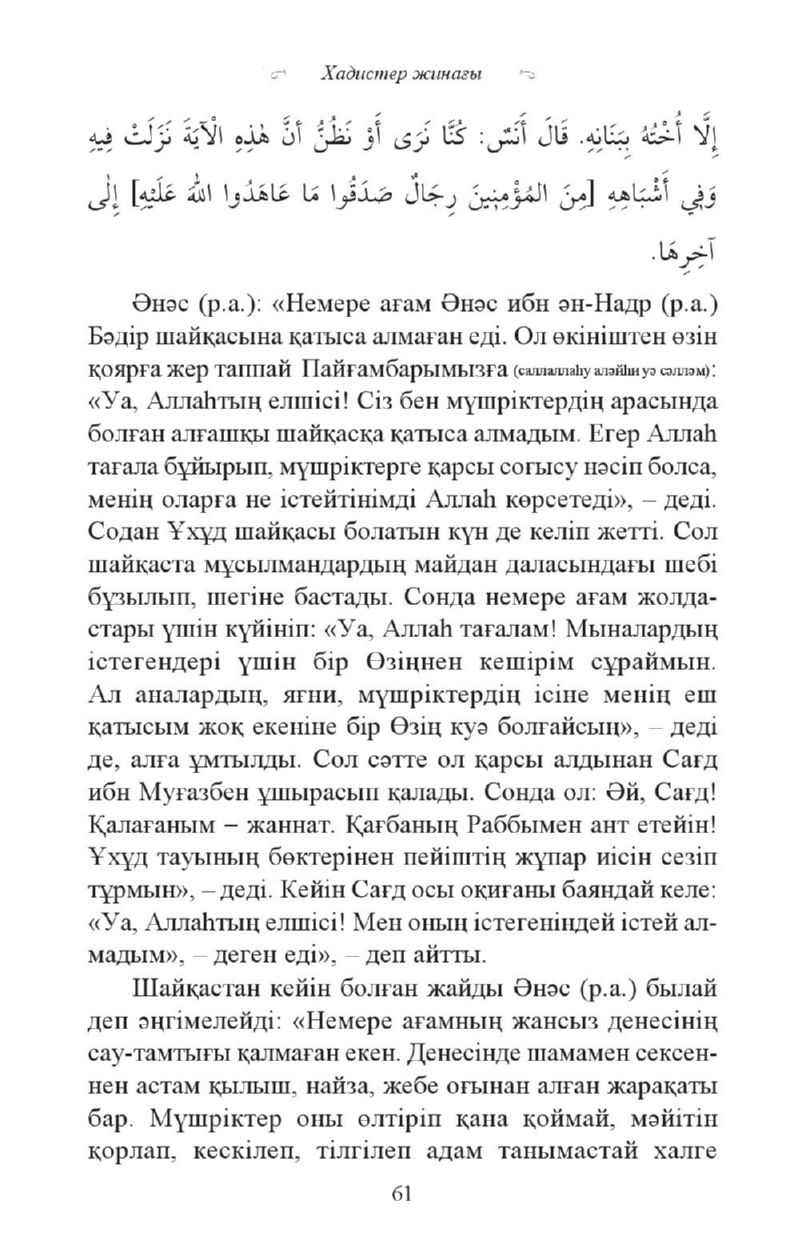 Хадистер жинағы
إِلَّا أُخْتُهُ بِبَنَانِهِ. قَالَ أَنَسٌ: كُنَّا نَرَى أَوْ نَظُنُّ أَنَّ هٰذِهِ الْآيَةَ نَزَلَتْ فِيهِ
وَفِي أَشْبَاهِهِ [مِنَ المُؤْمِنِينَ رِجَالٌ صَدَقُوا مَا عَاهَدُوا اللهَ عَلَيْهِ] إِلٰى
آخِرِهَا.
Әнәс (р.а.): «Немере ағам Әнәс ибн ән-Надр (р.а.)
Бәдір шайқасына қатыса алмаған еді. Ол өкініштен өзін
қоярға жер таппай Пайғамбарымызға (саллаллаһу аләйһи уә сәлләм):
«Уа, Аллаһтың елшісі! Сіз бен мүшріктердің арасында
болған алғашқы шайқасқа қатыса алмадым. Егер Аллаһ
тағала бұйырып, мүшріктерге қарсы соғысу нәсіп болса,
менің оларға не істейтінімді Аллаһ көрсетеді», – деді.
Содан Ұхұд шайқасы болатын күн де келіп жетті. Сол
шайқаста мұсылмандардың майдан даласындағы шебі
бұзылып, шегіне бастады. Сонда немере ағам жолда-
стары үшін күйініп: «Уа, Аллаһ тағалам! Мыналардың
істегендері үшін бір Өзіңнен кешірім сұраймын.
Ал аналардың, яғни, мүшріктердің ісіне менің еш
қатысым жоқ екеніне бір Өзің куә болғайсың», – деді
де, алға ұмтылды. Сол сәтте ол қарсы алдынан Сағд
ибн Муғазбен ұшырасып қалады. Сонда ол: Әй, Сағд!
Қалағаным – жаннат. Қағбаның Раббымен ант етейін!
Ұхұд тауының бөктерінен пейіштің жұпар иісін сезіп
тұрмын», – деді. Кейін Сағд осы оқиғаны баяндай келе:
«Уа, Аллаһтың елшісі! Мен оның істегеніндей істей ал-
мадым», – деген еді», – деп айтты.
Шайқастан кейін болған жайды Әнәс (р.а.) былай
деп әңгімелейді: «Немере ағамның жансыз денесінің
сау-тамтығы қалмаған екен. Денесінде шамамен сексен-
нен астам қылыш, найза, жебе оғынан алған жарақаты
бар. Мүшріктер оны өлтіріп қана қоймай, мәйітін
қорлап, кескілеп, тілгілеп адам танымастай халге
61